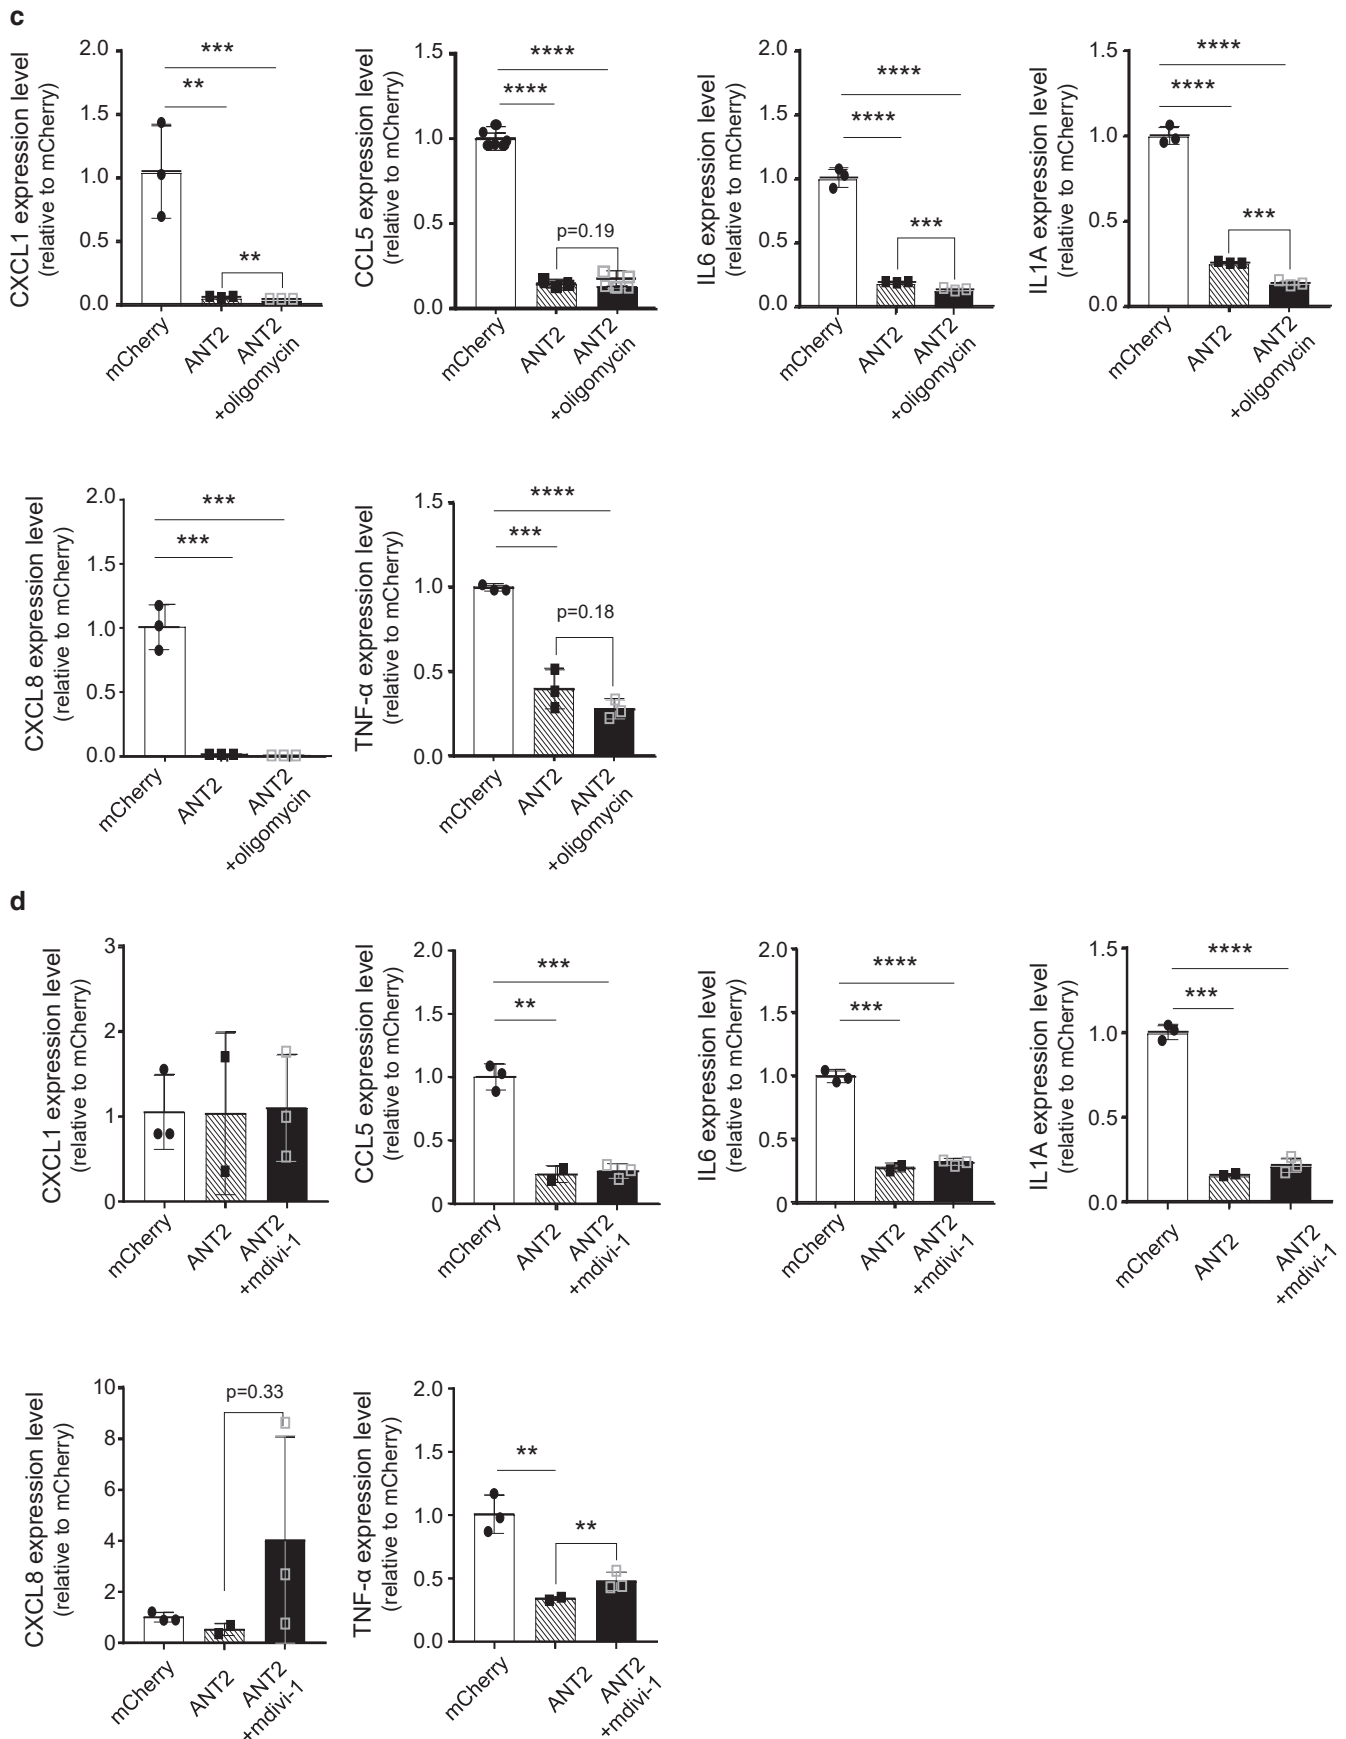 c
CXCL1 expression level
(relative to mCherry)
2.0
1.5
1.0
0.5
0.0
***
**
**
mCherry
ANT2
ANT2
+oligomycin
CCL5 expression level
(relative to mCherry)
1.5
1.0
0.5
0.0
****
****
p=0.19
mCherry
ANT2
ANT2
+oligomycin
IL6 expression level
(relative to mCherry)
2.0
1.5
1.0
0.5
0.0
****
****
***
mCherry
ANT2
ANT2
+oligomycin
IL1A expression level
(relative to mCherry)
1.5
1.0
0.5
0.0
****
****
***
mCherry
ANT2
ANT2
+oligomycin
CXCL8 expression level
(relative to mCherry)
2.0
1.5
1.0
0.5
0.0
***
***
mCherry
ANT2
ANT2
+oligomycin
TNF-α expression level
(relative to mCherry)
1.5
1.0
0.5
0.0
****
***
p=0.18
mCherry
ANT2
ANT2
+oligomycin
d
CXCL1 expression level
(relative to mCherry)
3
2
1
0
mCherry
ANT2
ANT2
+mdivi-1
CCL5 expression level
(relative to mCherry)
2.0
1.5
1.0
0.5
0
***
**
mCherry
ANT2
ANT2
+mdivi-1
IL6 expression level
(relative to mCherry)
2.0
1.5
1.0
0.5
0
****
***
mCherry
ANT2
ANT2
+mdivi-1
IL1A expression level
(relative to mCherry)
1.5
1.0
0.5
0.0
****
***
mCherry
ANT2
ANT2
+mdivi-1
CXCL8 expression level
(relative to mCherry)
10
8
6
4
2
0
p=0.33
mCherry
ANT2
ANT2
+mdivi-1
TNF-α expression level
(relative to mCherry)
2.0
1.5
1.0
0.5
0.0
**
**
mCherry
ANT2
ANT2
+mdivi-1